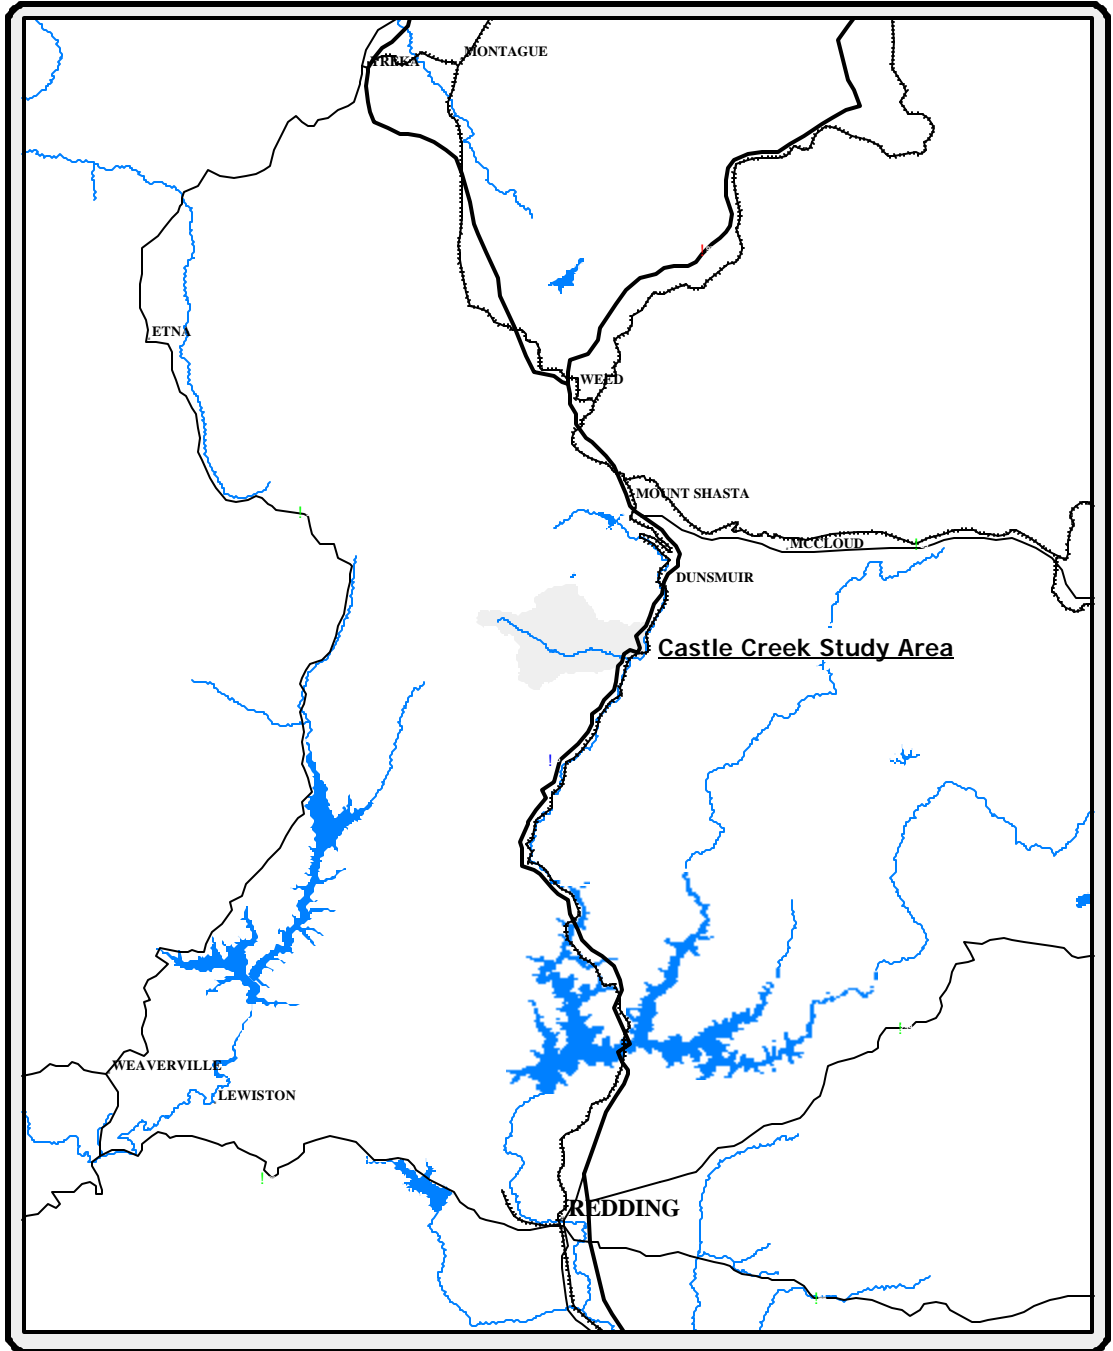 MONTAGUE
YREKA
ETNA
WEED
MOUNT SHASTA
MCCLOUD
DUNSMUIR
Castle Creek Study Area
WEAVERVILLE
LEWISTON
REDDING